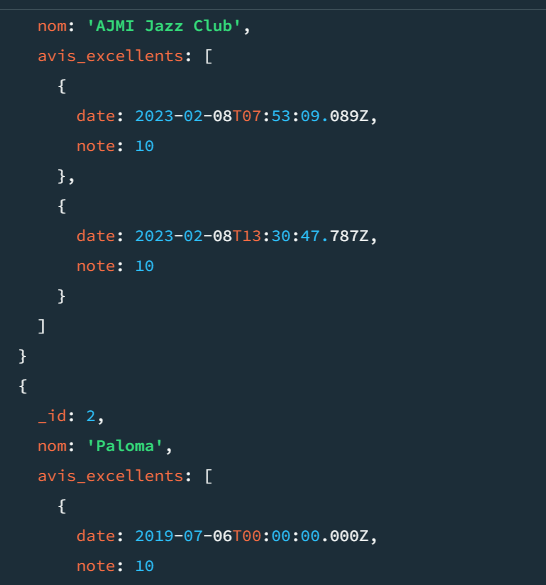 nom: 'AJMI Jazz Club',
avis_excellents: [
{
date: 2023-02-08T07:53:09.089Z,
note: 10
},
{
date: 2023-02-08T13:30:47.787Z,
note: 10
}
]
}
{
_id: 2,
nom: 'Paloma',
avis_excellents: [
{
date: 2019-07-06T00:00:00.000Z,
note: 10